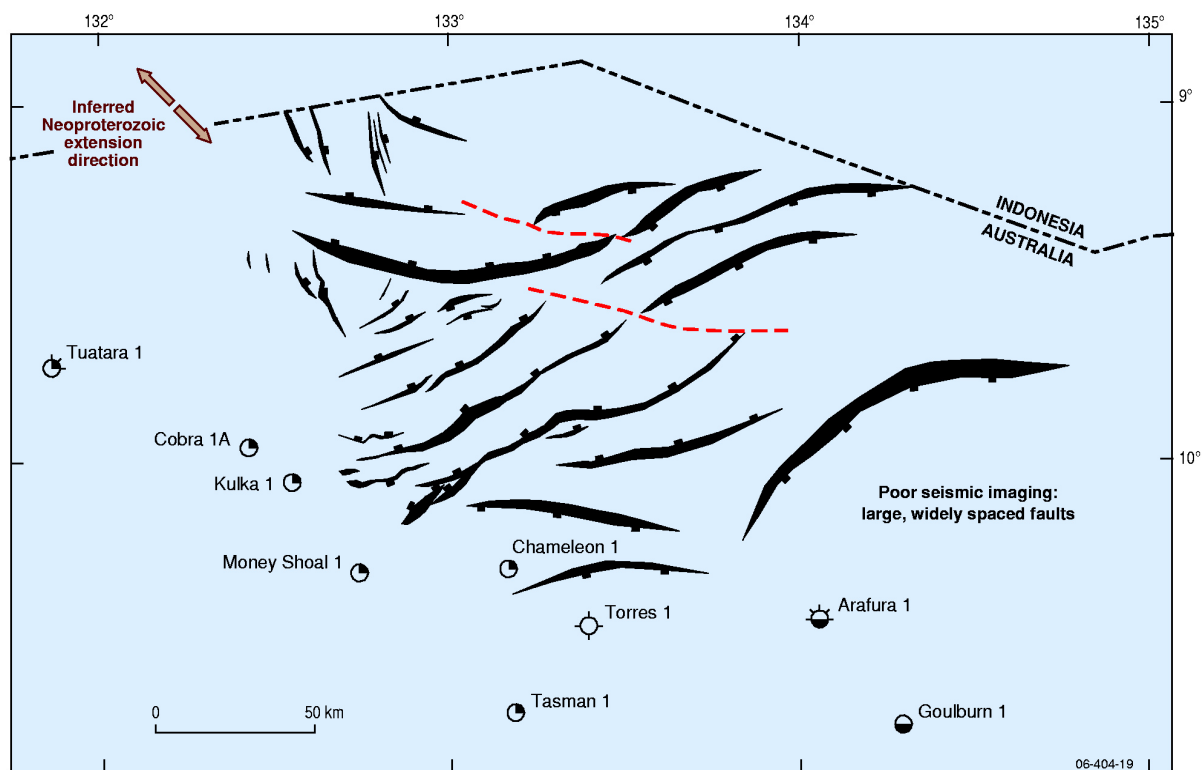 132°
133°
134°
135°
9°
Inferred
Neoproterozoic
extension
direction
INDONESIA
AUSTRALIA
Tuatara 1
Cobra 1A
10°
Kulka 1
Poor seismic imaging:
large, widely spaced faults
Money Shoal 1
Chameleon 1
Torres 1
Arafura 1
Tasman 1
Goulburn 1
0
50 km
06-404-19